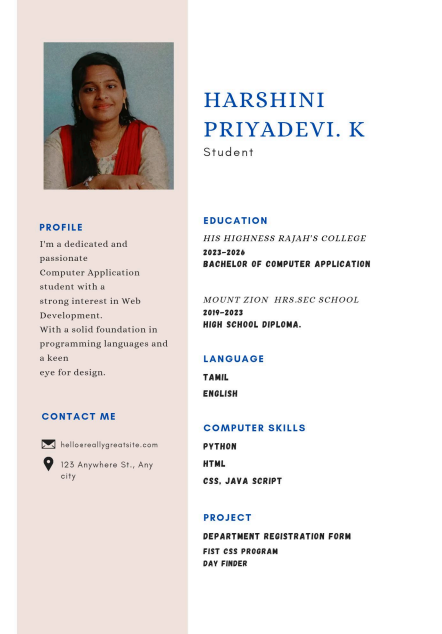 HARSHINI
PRIYADEVI. K
Student
PROFILE
I'm a dedicated and
passionate
Computer Application
student with a
strong interest in Web
Development.
With a solid foundation in
programming languages and
a keen
eye for design.
CONTACT ME
hello@reallygreatsite.com
123 Anywhere St., Any
city
EDUCATION
HIS HIGHNESS RAJAH'S COLLEGE
2023-2026
BACHELOR OF COMPUTER APPLICATION
MOUNT ZION HRS.SEC SCHOOL
2019-2023
HIGH SCHOOL DIPLOMA.
LANGUAGE
TAMIL
ENGLISH
COMPUTER SKILLS
PYTHON
HTML
CSS, JAVA SCRIPT
PROJECT
DEPARTMENT REGISTRATION FORM
FIST CSS PROGRAM
DAY FINDER